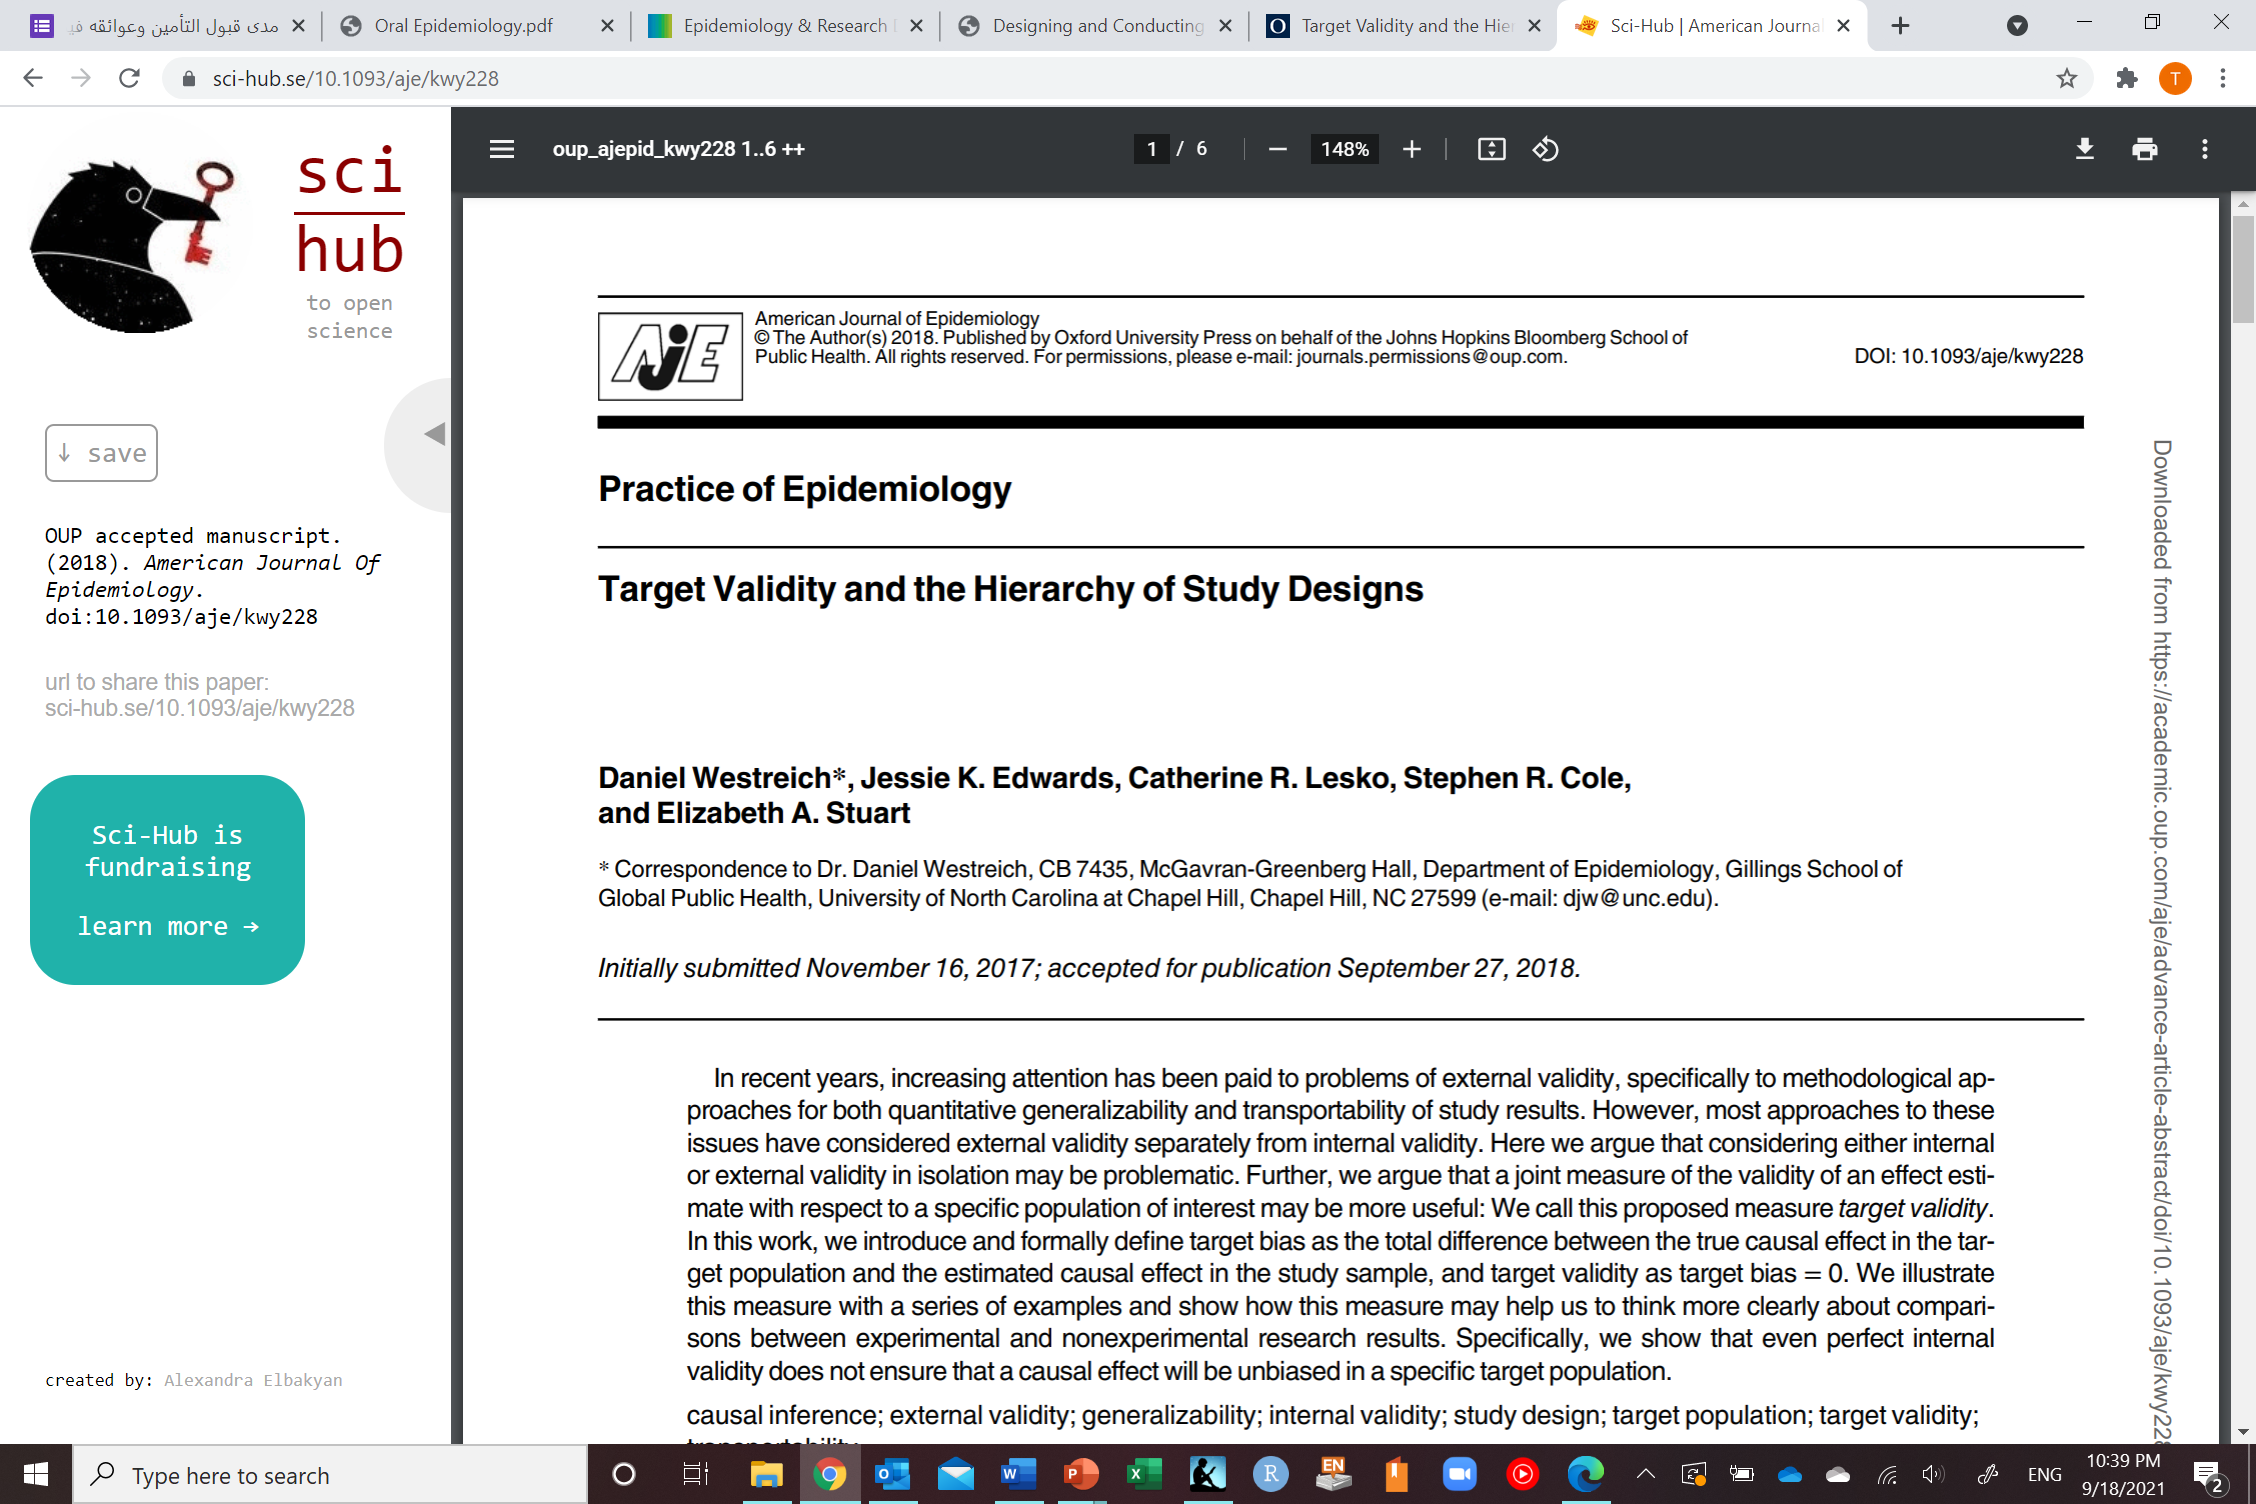 مدى قبول التأمين وعوائقه في
Oral Epidemiology.pdf
Epidemiology & Research
Designing and Conducting
Target Validity and the Hier
Sci-Hub | American Journa
sci-hub.se/10.1093/aje/kwy228
T
sci
hub
to open
science
↓ save
OUP accepted manuscript.
(2018). American Journal Of
Epidemiology.
doi:10.1093/aje/kwy228
url to share this paper:
sci-hub.se/10.1093/aje/kwy228
Sci-Hub is
fundraising
learn more →
created by: Alexandra Elbakyan
oup_ajepid_kwy228 1..6 ++
1 / 6
148%
AJE
American Journal of Epidemiology
© The Author(s) 2018. Published by Oxford University Press on behalf of the Johns Hopkins Bloomberg School of
Public Health. All rights reserved. For permissions, please e-mail: journals.permissions@oup.com.
DOI: 10.1093/aje/kwy228
Practice of Epidemiology
Target Validity and the Hierarchy of Study Designs
Daniel Westreich*, Jessie K. Edwards, Catherine R. Lesko, Stephen R. Cole,
and Elizabeth A. Stuart
* Correspondence to Dr. Daniel Westreich, CB 7435, McGavran-Greenberg Hall, Department of Epidemiology, Gillings School of
Global Public Health, University of North Carolina at Chapel Hill, Chapel Hill, NC 27599 (e-mail: djw@unc.edu).
Initially submitted November 16, 2017; accepted for publication September 27, 2018.
In recent years, increasing attention has been paid to problems of external validity, specifically to methodological ap-
proaches for both quantitative generalizability and transportability of study results. However, most approaches to these
issues have considered external validity separately from internal validity. Here we argue that considering either internal
or external validity in isolation may be problematic. Further, we argue that a joint measure of the validity of an effect esti-
mate with respect to a specific population of interest may be more useful: We call this proposed measure target validity.
In this work, we introduce and formally define target bias as the total difference between the true causal effect in the tar-
get population and the estimated causal effect in the study sample, and target validity as target bias = 0. We illustrate
this measure with a series of examples and show how this measure may help us to think more clearly about compari-
sons between experimental and nonexperimental research results. Specifically, we show that even perfect internal
validity does not ensure that a causal effect will be unbiased in a specific target population.
causal inference; external validity; generalizability; internal validity; study design; target population; target validity;
Downloaded from https://academic.oup.com/aje/advance-article-abstract/doi/10.1093/aje/kwy228
Type here to search
EN
ENG
10:39 PM
9/18/2021
2